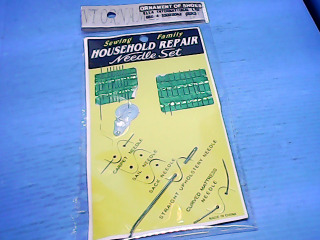 ORNAMENT OF SHOES
Sewing Family
HOUSEHOLD REPAIR
Needle Set
CARPET NEEDLE
SAIL NEEDLE
SACK NEEDLE
STRAIGHT UPHOLSTERY NEEDLE
CURVED MATTRESS
NEEDLE
MADE IN CHINA